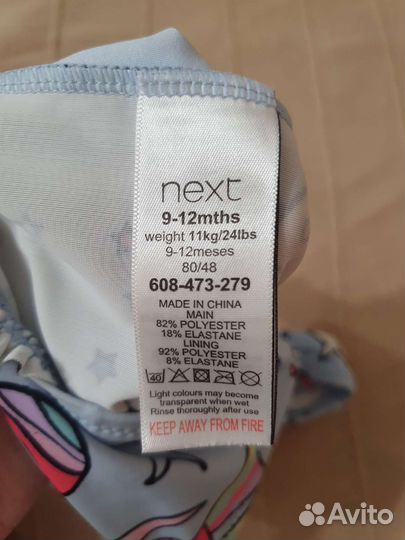 next
9-12mths
weight 11kg/24lbs
9-12meses
80/48
608-473-279
MADE IN CHINA
MAIN
82% POLYESTER
18% ELASTANE
LINING
92% POLYESTER
8% ELASTANE
40
Light colours may become
transparent when wet
Rinse thoroughly after use
KEEP AWAY FROM FIRE
Avito